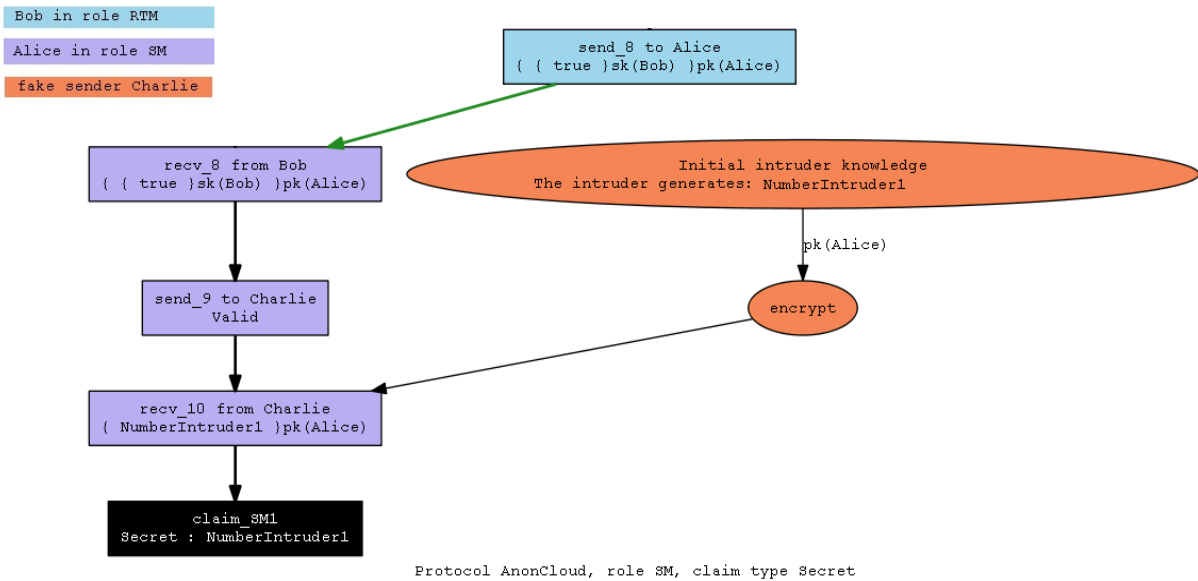 Bob in role RTM
Alice in role SM
fake sender Charlie
send_8 to Alice
{ { true }sk(Bob) }pk(Alice)
recv_8 from Bob
{ { true }sk(Bob) }pk(Alice)
Initial intruder knowledge
The intruder generates: NumberIntruder1
pk(Alice)
send_9 to Charlie
Valid
encrypt
recv_10 from Charlie
{ NumberIntruder1 }pk(Alice)
claim_SM1
Secret : NumberIntruder1
Protocol AnonCloud, role SM, claim type Secret